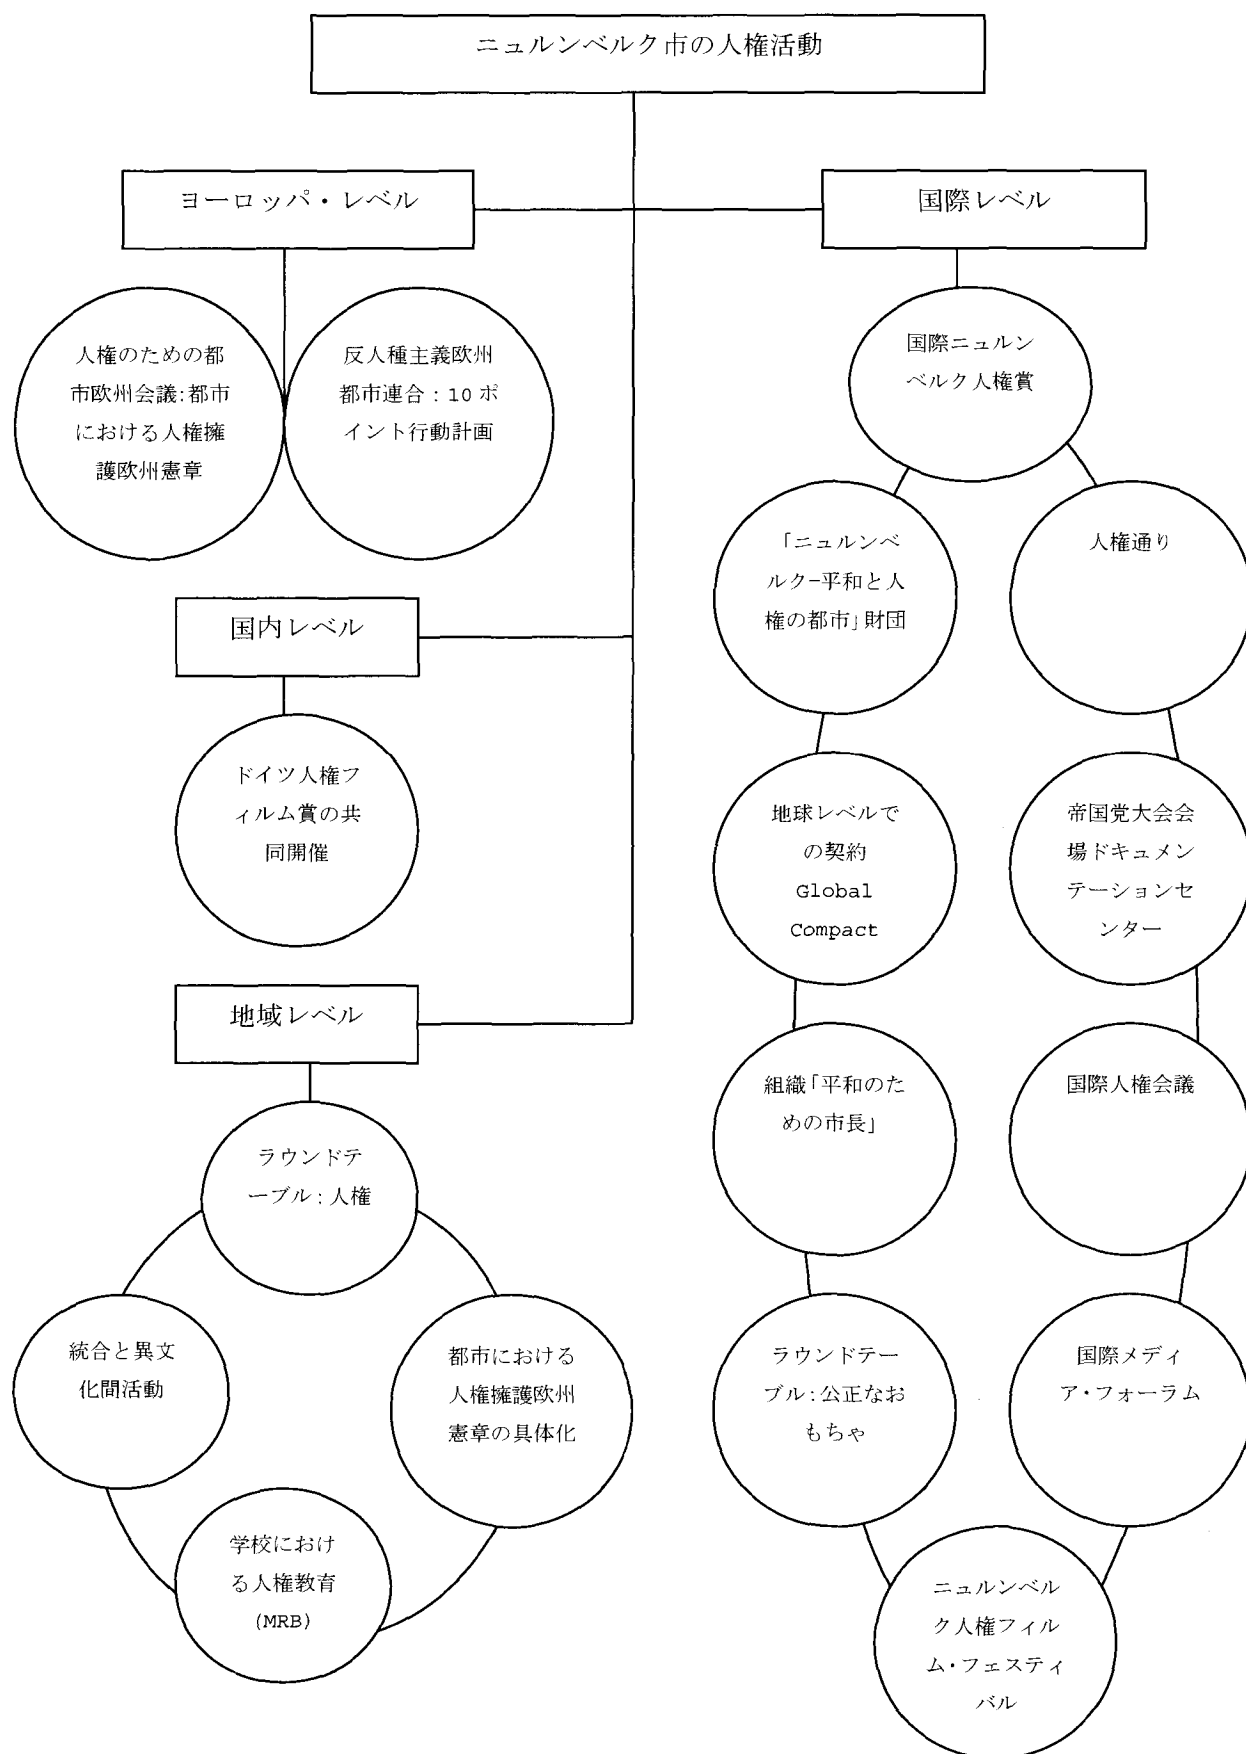 ニュルンベルク市の人権活動
ヨーロッパ・レベル
国際レベル
人権のための都
市欧州会議:都市
における人権擁
護欧州憲章
反人種主義欧州
都市連合：10 ポ
イント行動計画
国際ニュルン
ベルク人権賞
「ニュルンベ
ルク−平和と人
権の都市」財団
人権通り
国内レベル
ドイツ人権フ
ィルム賞の共
同開催
地球レベルで
の契約
Global
Compact
帝国党大会会
場ドキュメン
テーションセ
ンター
地域レベル
組織「平和のた
めの市長」
国際人権会議
ラウンドテ
ーブル:人権
統合と異文
化間活動
都市における
人権擁護欧州
憲章の具体化
学校におけ
る人権教育
(MRB)
ラウンドテー
ブル:公正なお
もちゃ
国際メディ
ア・フォーラム
ニュルンベル
ク人権フィル
ム・フェスティ
バル